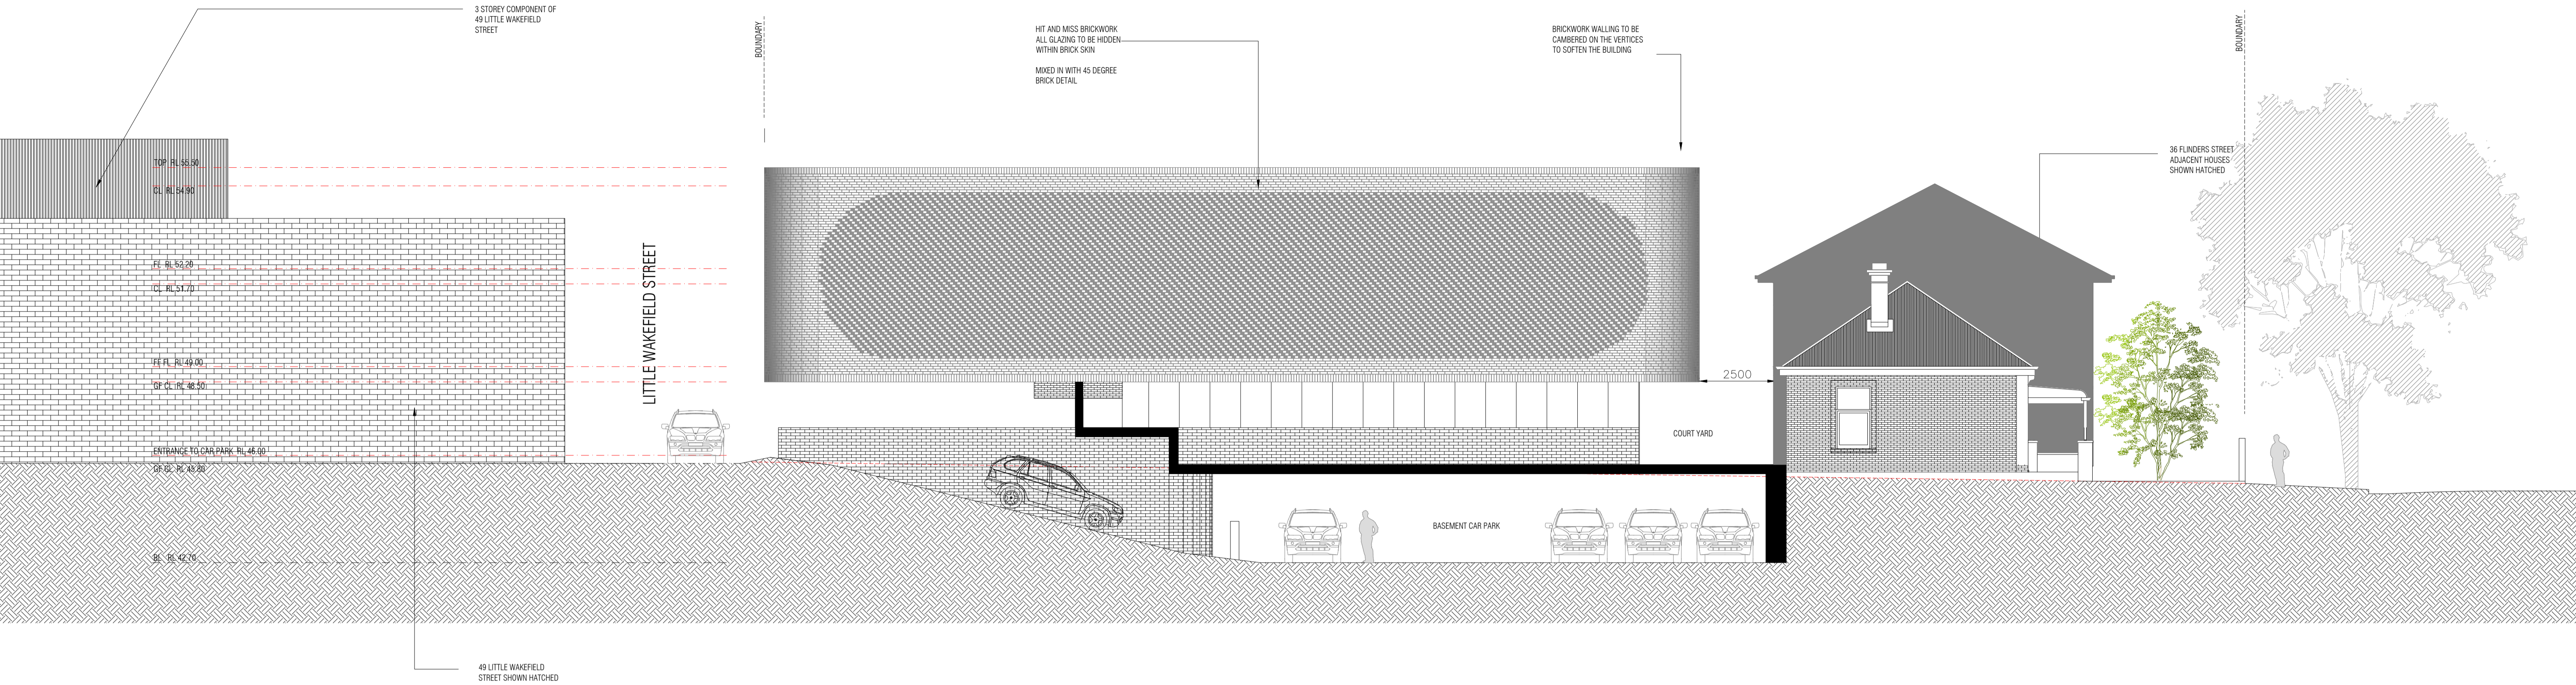 3 STOREY COMPONENT OF
49 LITTLE WAKEFIELD
STREET
BOUNDARY
HIT AND MISS BRICKWORK
ALL GLAZING TO BE HIDDEN
WITHIN BRICK SKIN
MIXED IN WITH 45 DEGREE
BRICK DETAIL
BRICKWORK WALLING TO BE
CAMBERED ON THE VERTICES
TO SOFTEN THE BUILDING
BOUNDARY
36 FLINDERS STREET
ADJACENT HOUSES
SHOWN HATCHED
TOP RL 55.50
CL RL 54.90
FL RL 52.20
CL RL 51.70
FF FL RL 49.00
GF CL RL 48.50
LITTLE WAKEFIELD STREET
2500
COURT YARD
ENTRANCE TO CAR PARK RL 46.00
GF CL RL 45.80
BASEMENT CAR PARK
BL RL 42.70
49 LITTLE WAKEFIELD
STREET SHOWN HATCHED